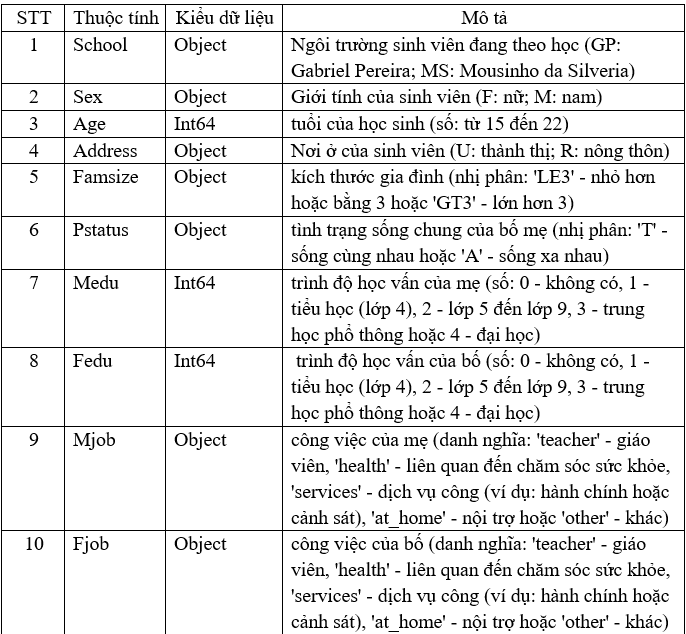 STT Thuộc tính Kiểu dữ liệu Mô tả
1 School Object Ngôi trường sinh viên đang theo học (GP:
Gabriel Pereira; MS: Mousinho da Silveria)
2 Sex Object Giới tính của sinh viên (F: nữ; M: nam)
3 Age Int64 tuổi của học sinh (số: từ 15 đến 22)
4 Address Object Nơi ở của sinh viên (U: thành thị; R: nông thôn)
5 Famsize Object kích thước gia đình (nhị phân: 'LE3' - nhỏ hơn
hoặc bằng 3 hoặc 'GT3' - lớn hơn 3)
6 Pstatus Object tình trạng sống chung của bố mẹ (nhị phân: 'T' -
sống cùng nhau hoặc 'A' - sống xa nhau)
7 Medu Int64 trình độ học vấn của mẹ (số: 0 - không có, 1 -
tiểu học (lớp 4), 2 - lớp 5 đến lớp 9, 3 - trung
học phổ thông hoặc 4 - đại học)
8 Fedu Int64 trình độ học vấn của bố (số: 0 - không có, 1 -
tiểu học (lớp 4), 2 - lớp 5 đến lớp 9, 3 - trung
học phổ thông hoặc 4 - đại học)
9 Mjob Object công việc của mẹ (danh nghĩa: 'teacher' - giáo
viên, 'health' - liên quan đến chăm sóc sức khỏe,
'services' - dịch vụ công (ví dụ: hành chính hoặc
cảnh sát), 'at_home' - nội trợ hoặc 'other' - khác)
10 Fjob Object công việc của bố (danh nghĩa: 'teacher' - giáo
viên, 'health' - liên quan đến chăm sóc sức khỏe,
'services' - dịch vụ công (ví dụ: hành chính hoặc
cảnh sát), 'at_home' - nội trợ hoặc 'other' - khác)